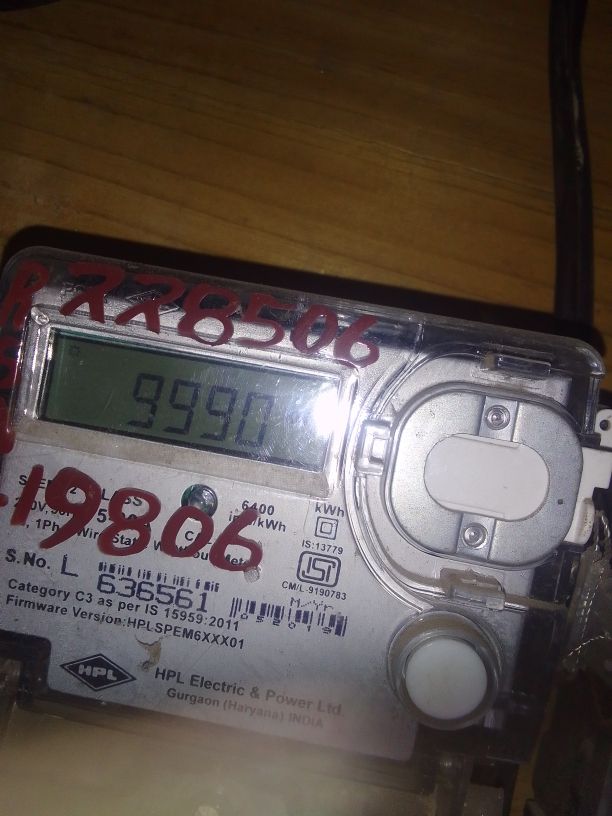 228506
9990
19806
6400
kWh
IS:13779
S. No. L 636561
CM/L-9190783
Category C3 as per IS 15959:2011
Firmware Version:HPLSPEM6XXX01
HPL
HPL Electric & Power Ltd.
Gurgaon (Haryana) INDIA